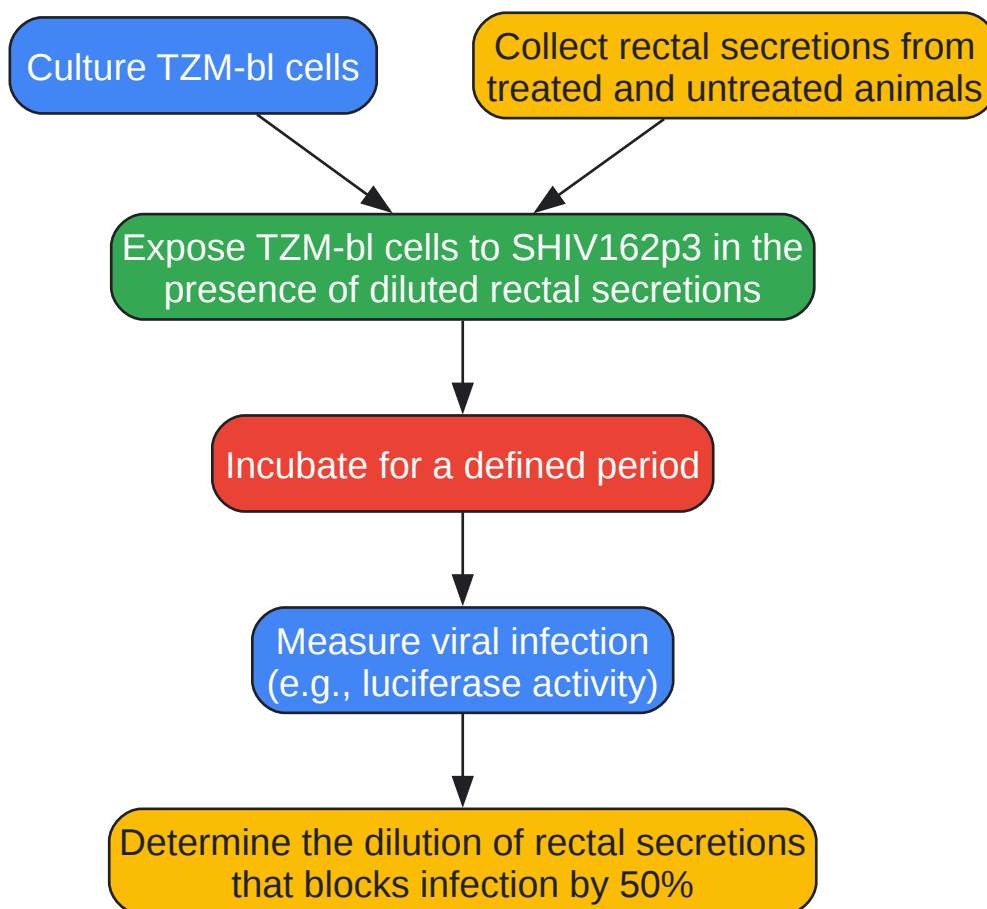 Culture TZM-bl cells
Collect rectal secretions from
treated and untreated animals
Expose TZM-bl cells to SHIV162p3 in the
presence of diluted rectal secretions
Incubate for a defined period
Measure viral infection
(e.g., luciferase activity)
Determine the dilution of rectal secretions
that blocks infection by 50%